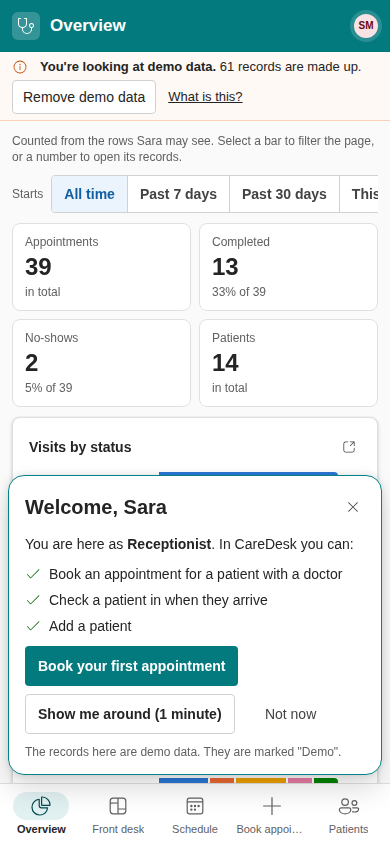 Overview
SM
You're looking at demo data. 61 records are made up.
Remove demo data
What is this?
Counted from the rows Sara may see. Select a bar to filter the page,
or a number to open its records.
Starts
All time
Past 7 days
Past 30 days
This
Appointments
39
in total
Completed
13
33% of 39
No-shows
2
5% of 39
Patients
14
in total
Visits by status
Welcome, Sara
You are here as Receptionist. In CareDesk you can:
Book an appointment for a patient with a doctor
Check a patient in when they arrive
Add a patient
Book your first appointment
Show me around (1 minute)
Not now
The records here are demo data. They are marked "Demo".
Overview
Front desk
Schedule
Book appoi…
Patients